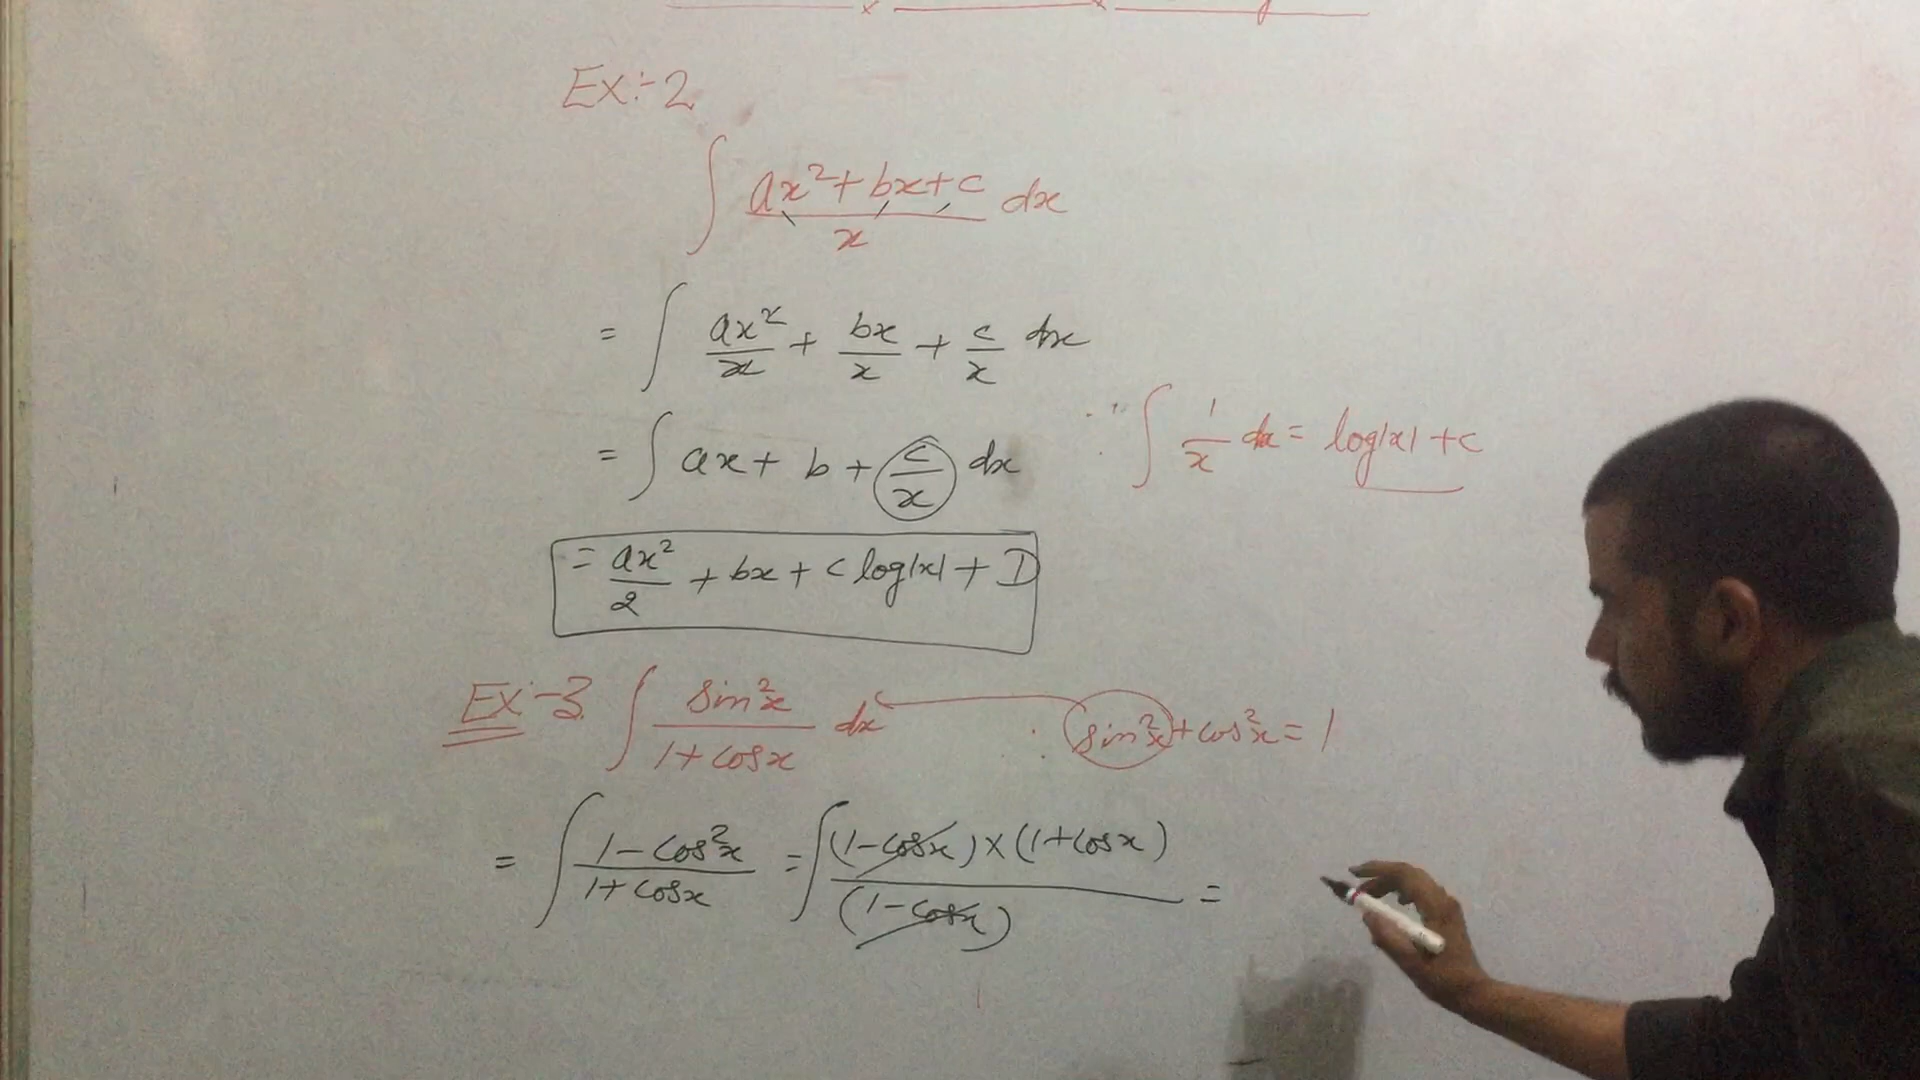 Ex:-2
∫ ax²+bx+c / x dx
= ∫ ax²/x + bx/x + c/x dx
= ∫ ax + b + c/x dx
∵ ∫ 1/x dx = log|x| + c
= ax²/2 + bx + c log|x| + D
Ex-3 ∫ sin²x / 1+cosx dx
∵ sin²x+cos²x = 1
= ∫ 1-cos²x / 1+cosx = ∫ (1-cosx)×(1+cosx) / (1-cosx) =